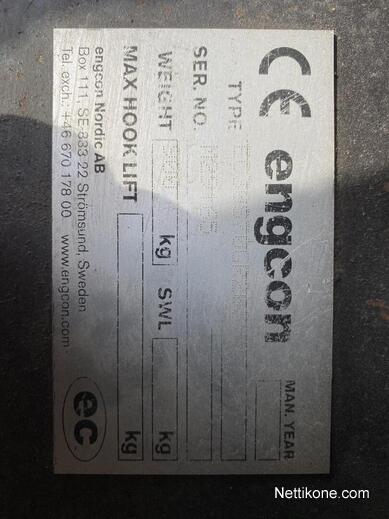 CE engcon MAN. YEAR
TYPE
SER. NO.
WEIGHT kg SWL kg
MAX HOOK LIFT kg
engcon Nordic AB
Box 111, SE-833 22 Strömsund, Sweden
Tel. exch.: +46 670 178 00 www.engcon.com
ec
Nettikone.com